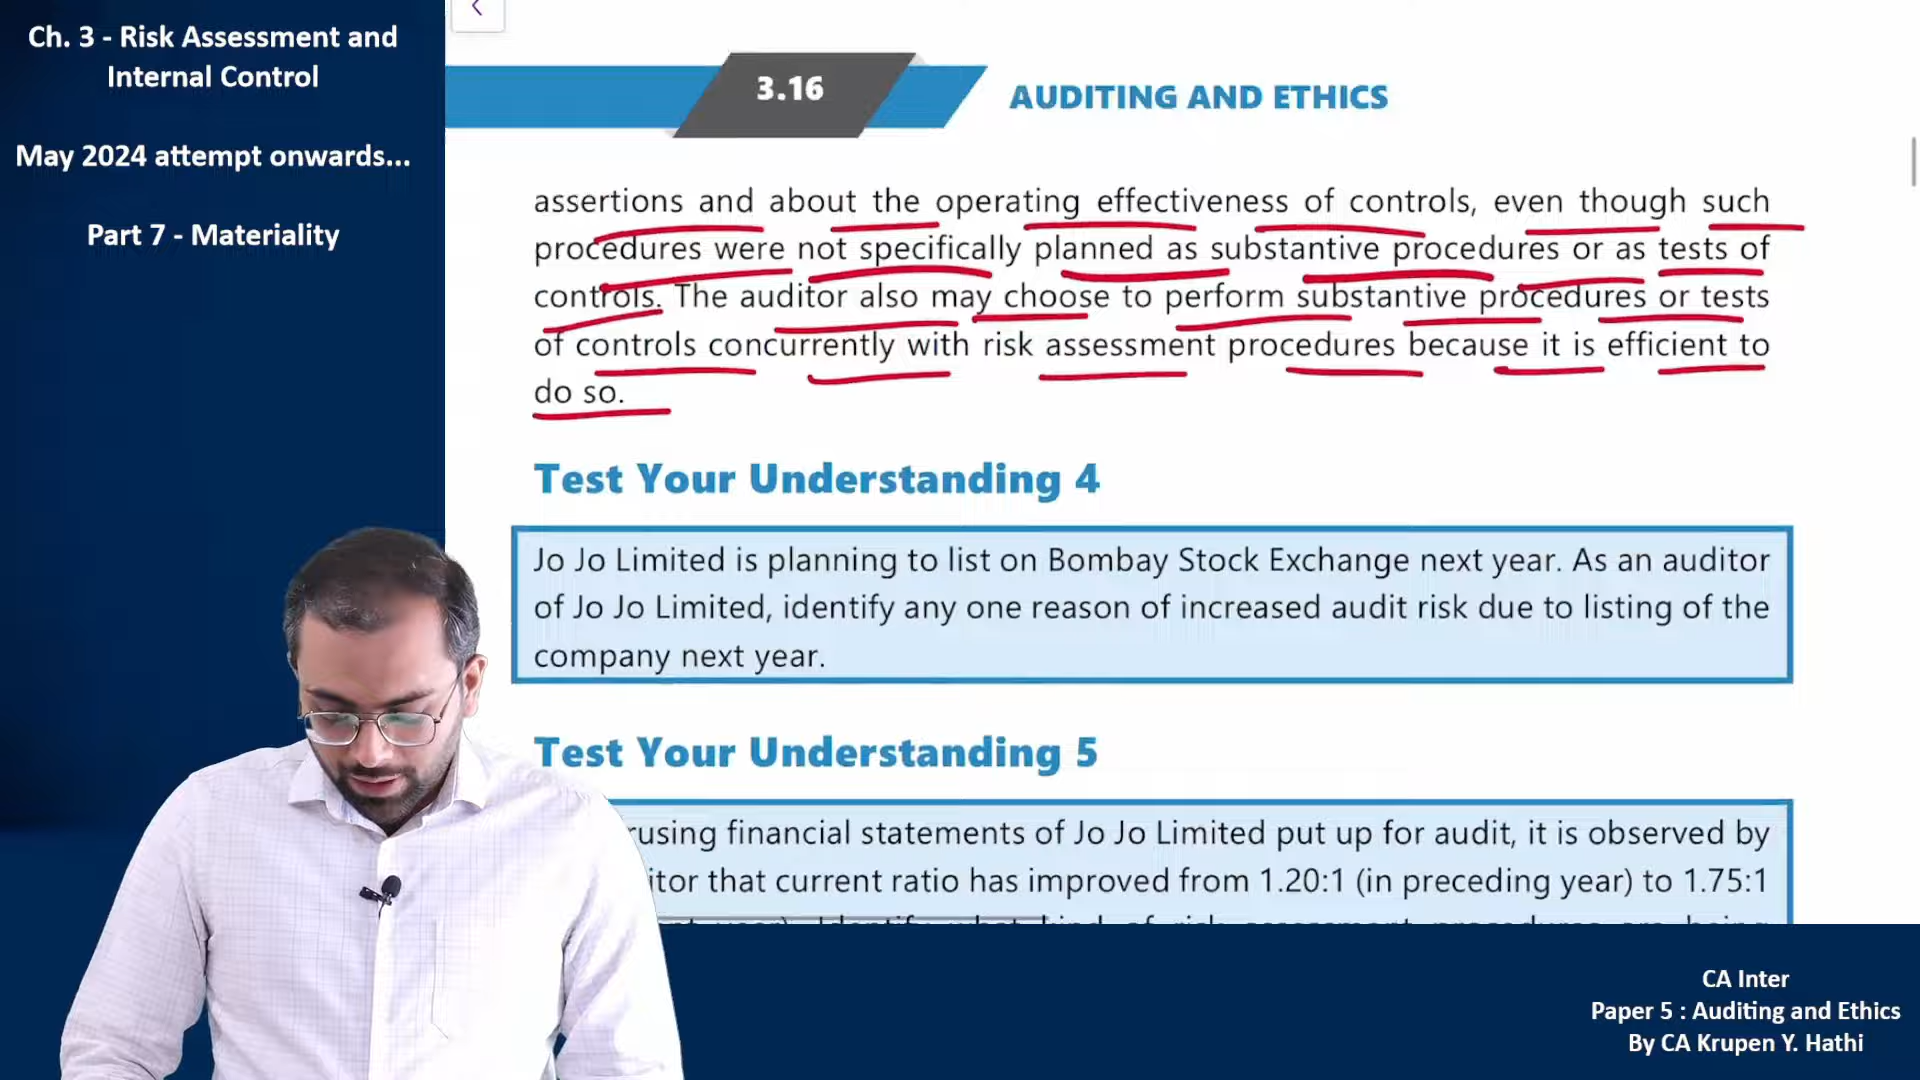 Ch. 3 - Risk Assessment and
Internal Control
May 2024 attempt onwards...
Part 7 - Materiality
3.16
AUDITING AND ETHICS
assertions and about the operating effectiveness of controls, even though such
procedures were not specifically planned as substantive procedures or as tests of
controls. The auditor also may choose to perform substantive procedures or tests
of controls concurrently with risk assessment procedures because it is efficient to
do so.
Test Your Understanding 4
Jo Jo Limited is planning to list on Bombay Stock Exchange next year. As an auditor
of Jo Jo Limited, identify any one reason of increased audit risk due to listing of the
company next year.
Test Your Understanding 5
financial statements of Jo Jo Limited put up for audit, it is observed by
that current ratio has improved from 1.20:1 (in preceding year) to 1.75:1
CA Inter
Paper 5 : Auditing and Ethics
By CA Krupen Y. Hathi